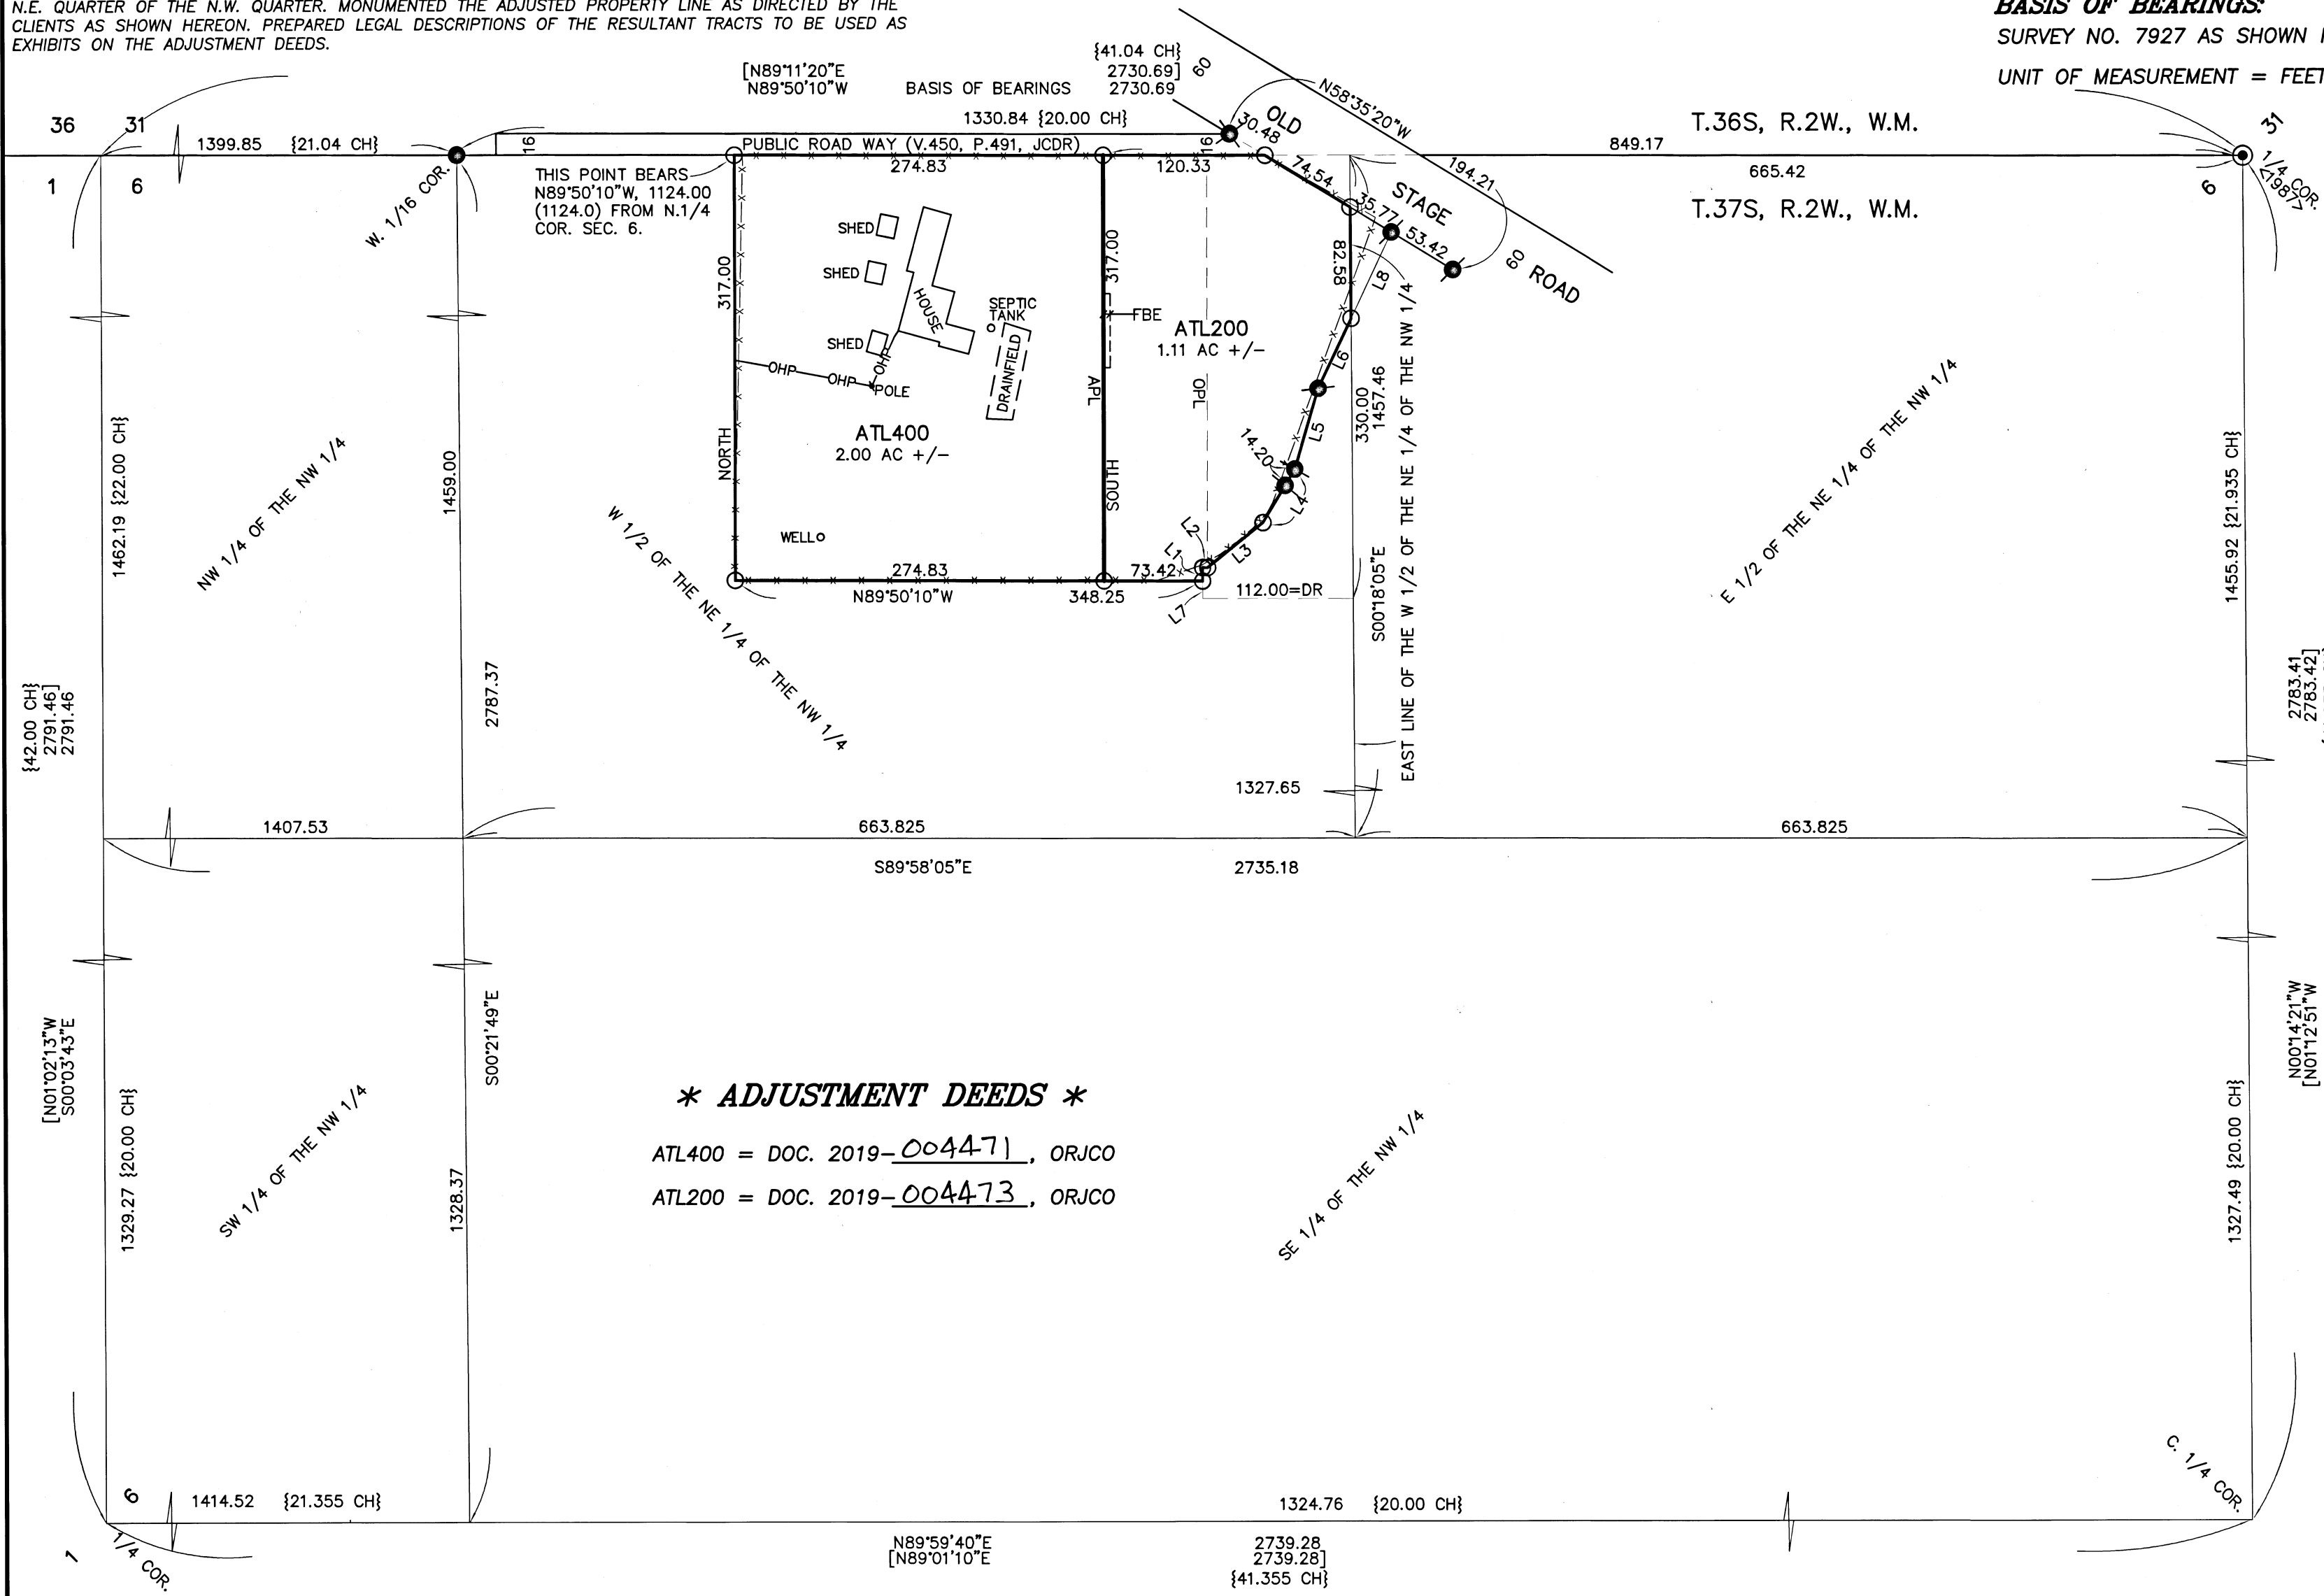 N.E. QUARTER OF THE N.W. QUARTER. MONUMENTED THE ADJUSTED PROPERTY LINE AS DIRECTED BY THE
CLIENTS AS SHOWN HEREON. PREPARED LEGAL DESCRIPTIONS OF THE RESULTANT TRACTS TO BE USED AS
EXHIBITS ON THE ADJUSTMENT DEEDS.
BASIS OF BEARINGS:
SURVEY NO. 7927 AS SHOWN
UNIT OF MEASUREMENT = FEET
{41.04 CH}
[N89°11'20"E 2730.69]
N89°50'10"W BASIS OF BEARINGS 2730.69
60
N58°35'20"W
1330.84 {20.00 CH}
30.48
OLD
T.36S, R.2W., W.M.
36
31
31
1399.85 {21.04 CH}
16
PUBLIC ROAD WAY (V.450, P.491, JCDR)
16
849.17
1/4 COR.
<1987>
274.83
120.33
74.54
194.21
665.42
1
6
W. 1/16 COR.
THIS POINT BEARS
N89°50'10"W, 1124.00
(1124.0) FROM N.1/4
COR. SEC. 6.
STAGE
35.77
53.42
T.37S, R.2W., W.M.
6
SHED
SHED
SHED
HOUSE
SEPTIC
TANK
DRAINFIELD
317.00
317.00
82.58
L8
60
ROAD
FBE
ATL200
1.11 AC +/-
L6
OHP
OHP
OHP
POLE
APL
OPL
330.00
1457.46
EAST LINE OF THE W 1/2 OF THE NE 1/4 OF THE NW 1/4
ATL400
2.00 AC +/-
NORTH
SOUTH
L5
14.20
L4
1462.19 {22.00 CH}
NW 1/4 OF THE NW 1/4
1459.00
W 1/2 OF THE NE 1/4 OF THE NW 1/4
E 1/2 OF THE NE 1/4 OF THE NW 1/4
1455.92 {21.935 CH}
WELL
L2
L1
L3
274.83
73.42
N89°50'10"W
348.25
L7
112.00=DR
S00°18'05"E
{42.00 CH}
2791.46]
2791.46
2787.37
2783.41
2783.42]
1327.65
1407.53
663.825
663.825
S89°58'05"E
2735.18
[N01°02'13"W
S00°03'43"E
S00°21'49"E
N00°14'21"W
[N01°12'51"W
* ADJUSTMENT DEEDS *
ATL400 = DOC. 2019-004471, ORJCO
ATL200 = DOC. 2019-004473, ORJCO
1329.27 {20.00 CH}
SW 1/4 OF THE NW 1/4
1328.37
SE 1/4 OF THE NW 1/4
1327.49 {20.00 CH}
C. 1/4 COR.
6
1414.52 {21.355 CH}
1324.76 {20.00 CH}
1
1/4 COR.
N89°59'40"E 2739.28
[N89°01'10"E 2739.28]
{41.355 CH}